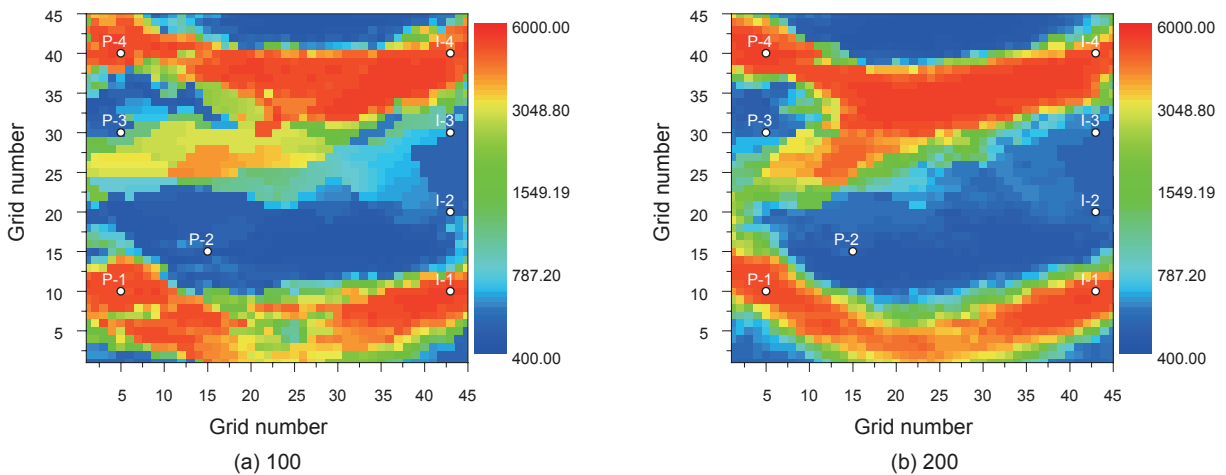 45
40
35
30
25
20
15
10
5
Grid number
P-4
I-4
P-3
I-3
I-2
P-2
P-1
I-1
5 10 15 20 25 30 35 40 45
Grid number
6000.00
3048.80
1549.19
787.20
400.00
(a) 100
45
40
35
30
25
20
15
10
5
Grid number
P-4
I-4
P-3
I-3
I-2
P-2
P-1
I-1
5 10 15 20 25 30 35 40 45
Grid number
6000.00
3048.80
1549.19
787.20
400.00
(b) 200